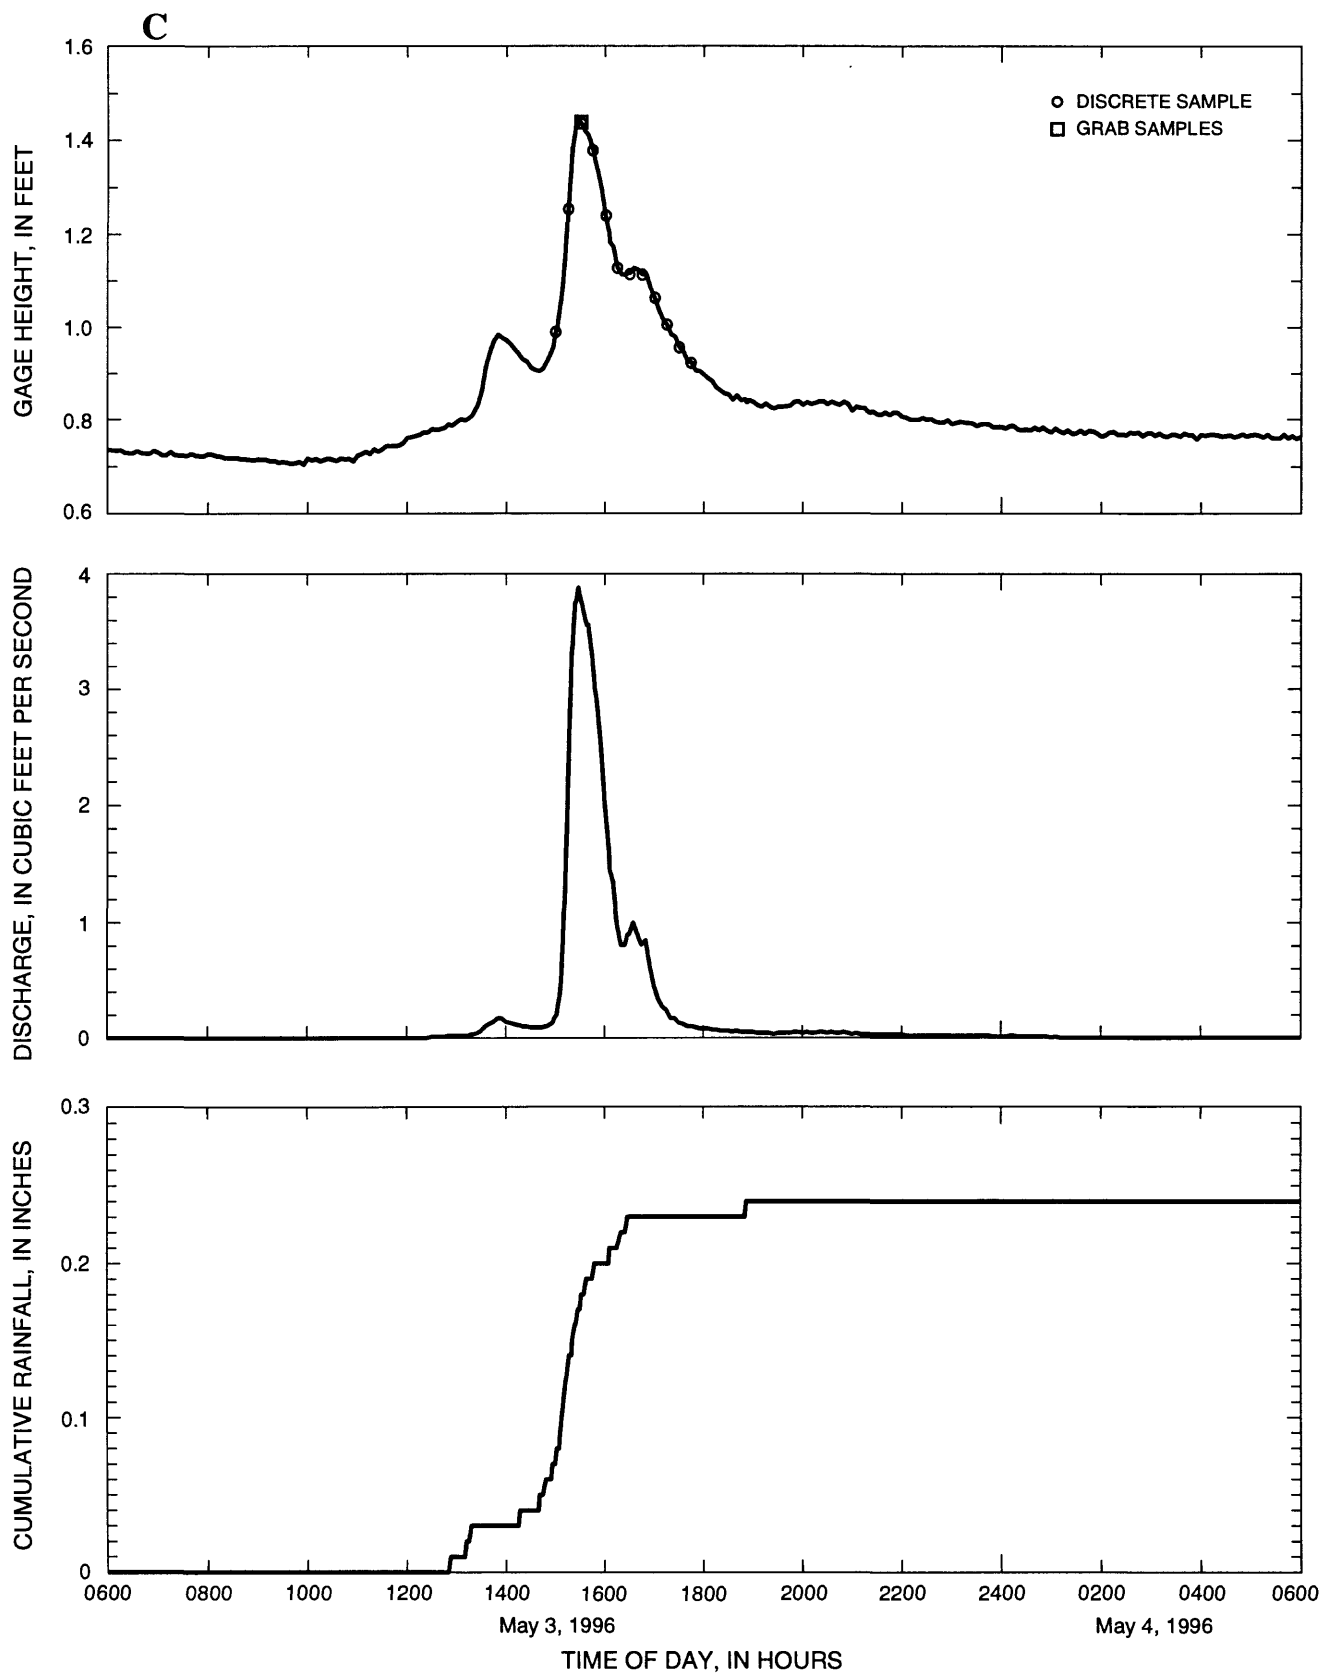 C
1.6
1.4
1.2
1.0
0.8
0.6
GAGE HEIGHT, IN FEET
DISCRETE SAMPLE
GRAB SAMPLES
4
3
2
1
0
DISCHARGE, IN CUBIC FEET PER SECOND
0.3
0.2
0.1
0
CUMULATIVE RAINFALL, IN INCHES
0600 0800 1000 1200 1400 1600 1800 2000 2200 2400 0200 0400 0600
May 3, 1996 May 4, 1996
TIME OF DAY, IN HOURS